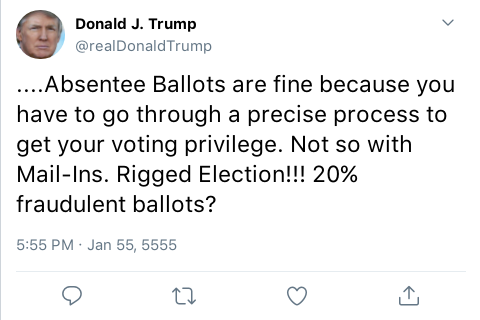 Donald J. Trump
@realDonaldTrump
....Absentee Ballots are fine because you
have to go through a precise process to
get your voting privilege. Not so with
Mail-Ins. Rigged Election!!! 20%
fraudulent ballots?
5:55 PM · Jan 55, 5555